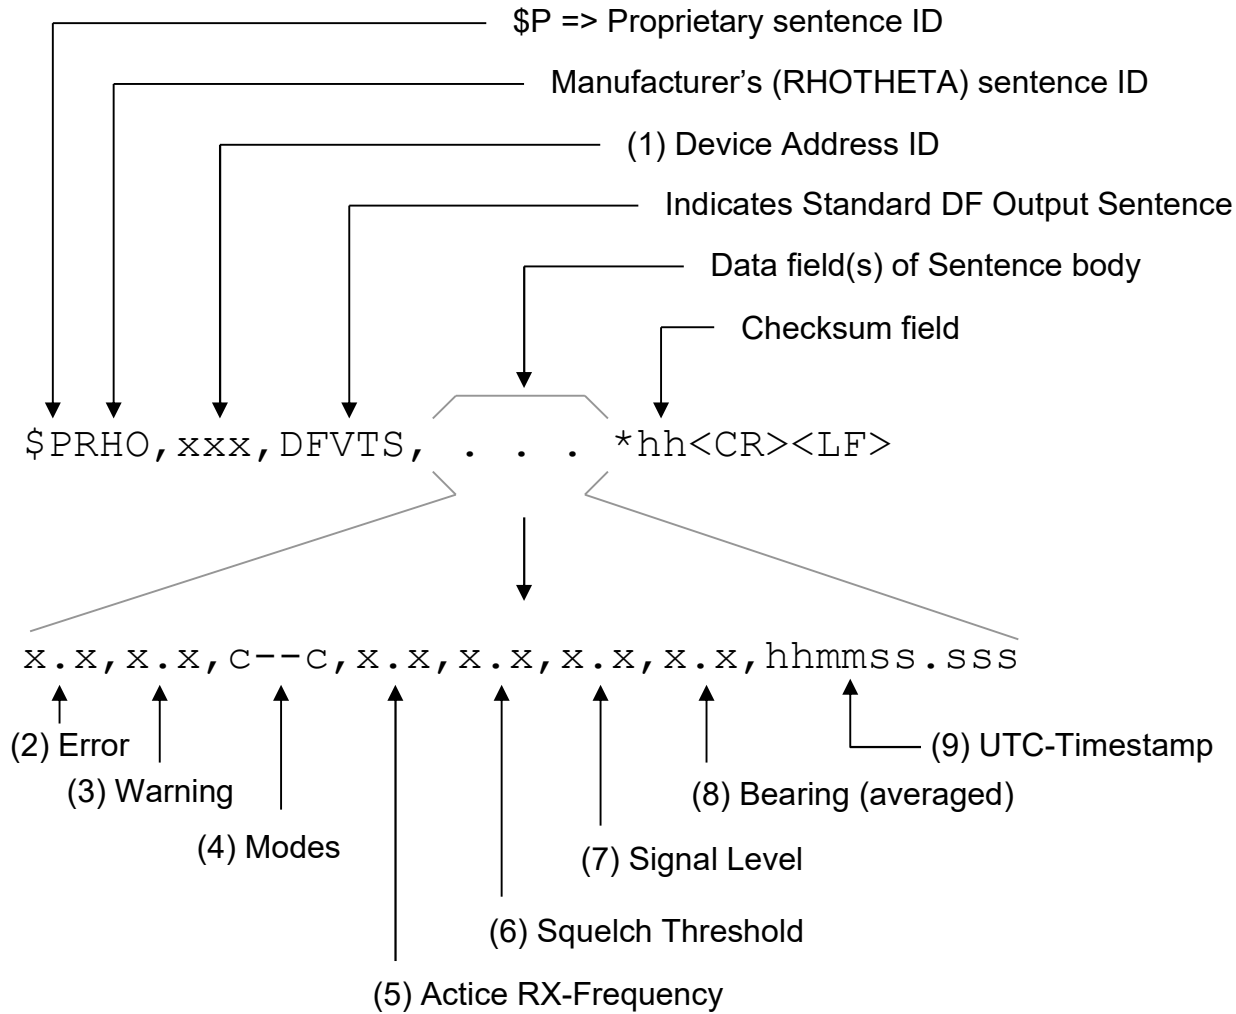 $P => Proprietary sentence ID
Manufacturer’s (RHOTHETA) sentence ID
(1) Device Address ID
Indicates Standard DF Output Sentence
Data field(s) of Sentence body
Checksum field
$PRHO,xxx,DFVTS, . . . *hh<CR><LF>
x.x,x.x,c--c,x.x,x.x,x.x,x.x,hhmmss.sss
(2) Error
(9) UTC-Timestamp
(3) Warning
(8) Bearing (averaged)
(4) Modes
(7) Signal Level
(6) Squelch Threshold
(5) Actice RX-Frequency